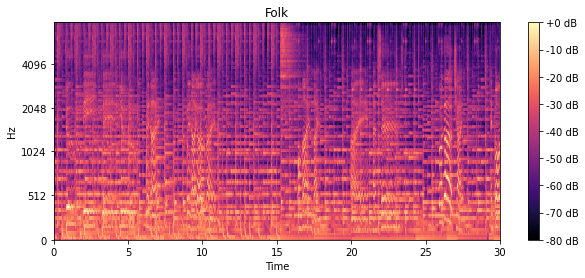 Folk
Hz
4096
2048
1024
512
0
0 5 10 15 20 25 30
Time
+0 dB
-10 dB
-20 dB
-30 dB
-40 dB
-50 dB
-60 dB
-70 dB
-80 dB